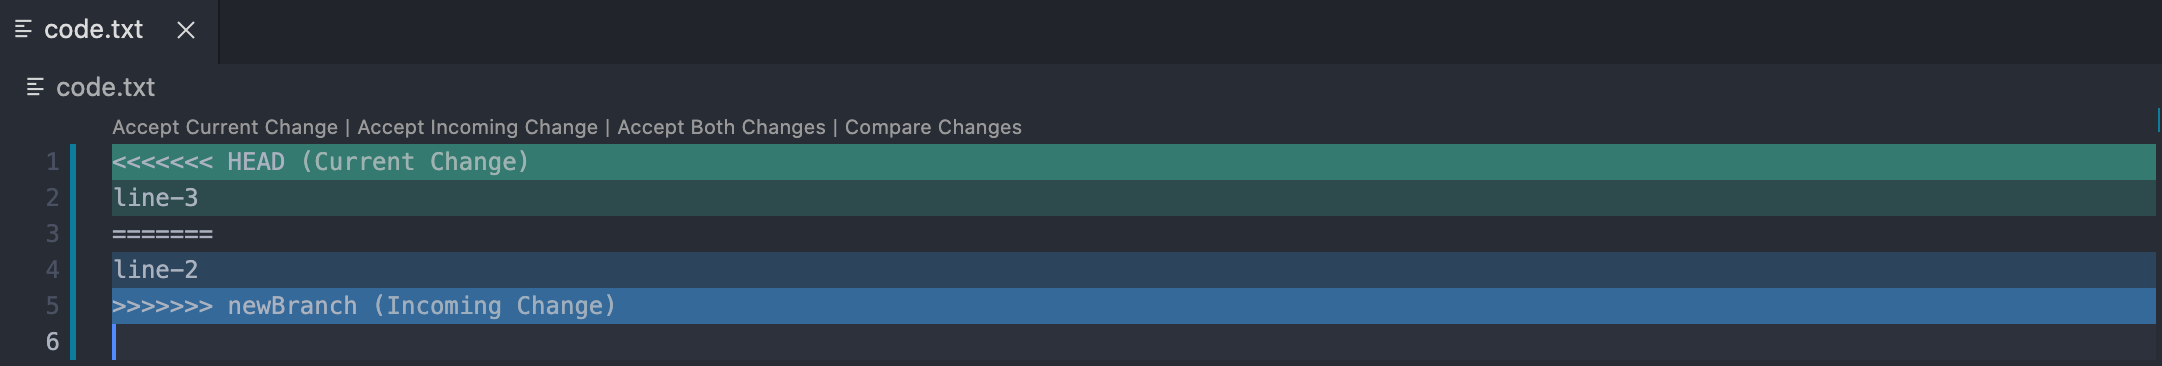 code.txt
code.txt
Accept Current Change | Accept Incoming Change | Accept Both Changes | Compare Changes
1 <<<<<<< HEAD (Current Change)
2 line-3
3 =======
4 line-2
5 >>>>>>> newBranch (Incoming Change)
6